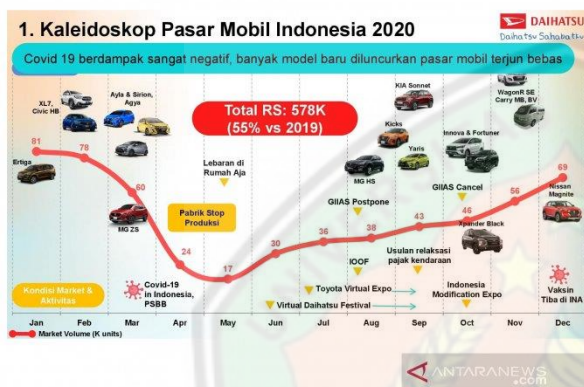 1. Kaleidoskop Pasar Mobil Indonesia 2020
DAIHATSU
Daihatsu Sahabatku
Covid 19 berdampak sangat negatif, banyak model baru diluncurkan pasar mobil terjun bebas
XL7,
Civic HB
Ayla & Sirion,
Agya
Total RS: 578K
(55% vs 2019)
KIA Sonnet
WagonR SE
Carry MB, BV
81
78
60
24
17
30
36
38
43
46
56
69
Ertiga
MG ZS
Lebaran di
Rumah Aja
Pabrik Stop
Produksi
Kicks
Yaris
MG HS
Innova & Fortuner
GIIAS Postpone
GIIAS Cancel
Nissan
Magnite
Xpander Black
IOOF
Usulan relaksasi
pajak kendaraan
Kondisi Market &
Aktivitas
Covid-19
in Indonesia,
PSBB
Toyota Virtual Expo
Virtual Daihatsu Festival
Indonesia
Modification Expo
Vaksin
Tiba di INA
Jan Feb Mar Apr May Jun Jul Aug Sep Oct Nov Dec
Market Volume (K units)
ANTARANEWS
.com